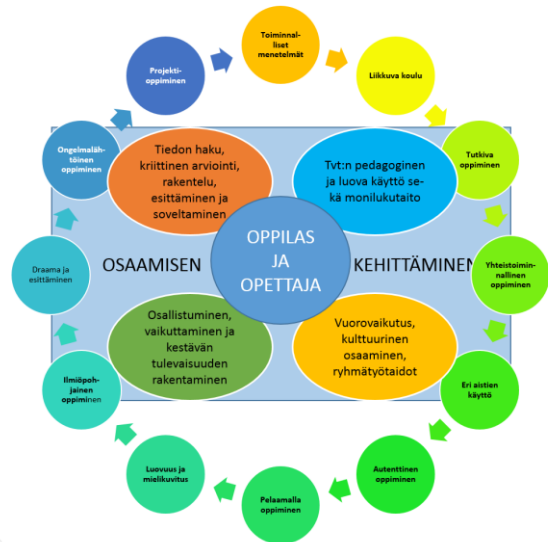 Toiminnal-
liset
menetelmät
Liikkuva koulu
Tutkiva
oppiminen
Yhteistoimin-
nallinen
oppiminen
Eri aistien
käyttö
Autenttinen
oppiminen
Pelaamalla
oppiminen
Luovuus ja
mielikuvitus
Ilmiöpoh-
jainen
oppiminen
Draama ja
esittäminen
Ongelmaläh-
töinen
oppiminen
Projekti-
oppiminen
Tiedon haku,
kriittinen arviointi,
rakentelu,
esittäminen ja
soveltaminen
Tvt:n pedagoginen
ja luova käyttö se-
kä monilukutaito
OSAAMISEN
OPPILAS
JA
OPETTAJA
KEHITTÄMINEN
Osallistuminen,
vaikuttaminen ja
kestävän
tulevaisuuden
rakentaminen
Vuorovaikutus,
kulttuurinen
osaaminen,
ryhmätyötaidot